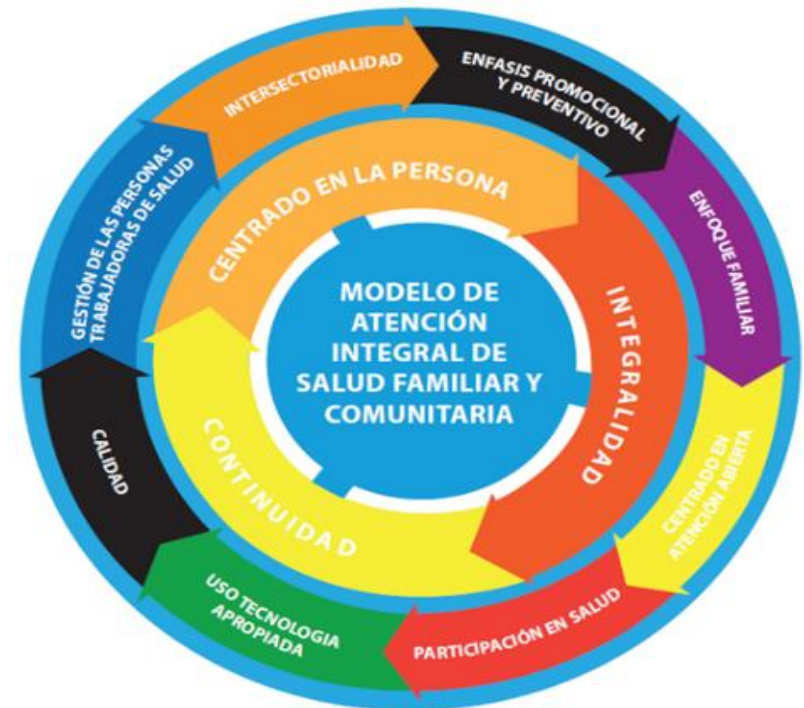 MODELO DE
ATENCIÓN
INTEGRAL DE
SALUD FAMILIAR Y
COMUNITARIA
CENTRADO EN LA PERSONA
INTEGRALIDAD
CONTINUIDAD
INTERSECTORIALIDAD
ENFASIS PROMOCIONAL
Y PREVENTIVO
ENFOQUE FAMILIAR
CENTRADO EN
ATENCIÓN ABIERTA
PARTICIPACIÓN EN SALUD
USO TECNOLOGIA
APROPIADA
CALIDAD
GESTIÓN DE LAS PERSONAS
TRABAJADORAS DE SALUD